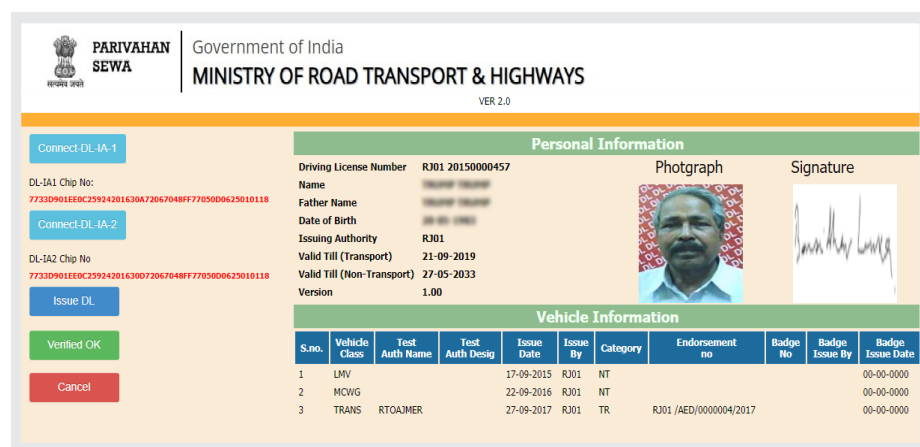 PARIVAHAN
SEWA
सत्यमेव जयते
Government of India
MINISTRY OF ROAD TRANSPORT & HIGHWAYS
VER 2.0
Connect-DL-IA-1
DL-IA1 Chip No:
7733D901EE0C25924201630A72067048FF77050D0625010118
Connect-DL-IA-2
DL-IA2 Chip No
7733D901EE0C25924201630D72067048FF77050D0625010118
Issue DL
Verified OK
Cancel
Personal Information
Driving License Number RJ01 20150000457
Name
Father Name
Date of Birth
Issuing Authority RJ01
Valid Till (Transport) 21-09-2019
Valid Till (Non-Transport) 27-05-2033
Version 1.00
Photgraph
Signature
Vehicle Information
S.no. Vehicle Class Test Auth Name Test Auth Desig Issue Date Issue By Category Endorsement no Badge No Badge Issue By Badge Issue Date
1 LMV 17-09-2015 RJ01 NT 00-00-0000
2 MCWG 22-09-2016 RJ01 NT 00-00-0000
3 TRANS RTOAJMER 27-09-2017 RJ01 TR RJ01 /AED/0000004/2017 00-00-0000